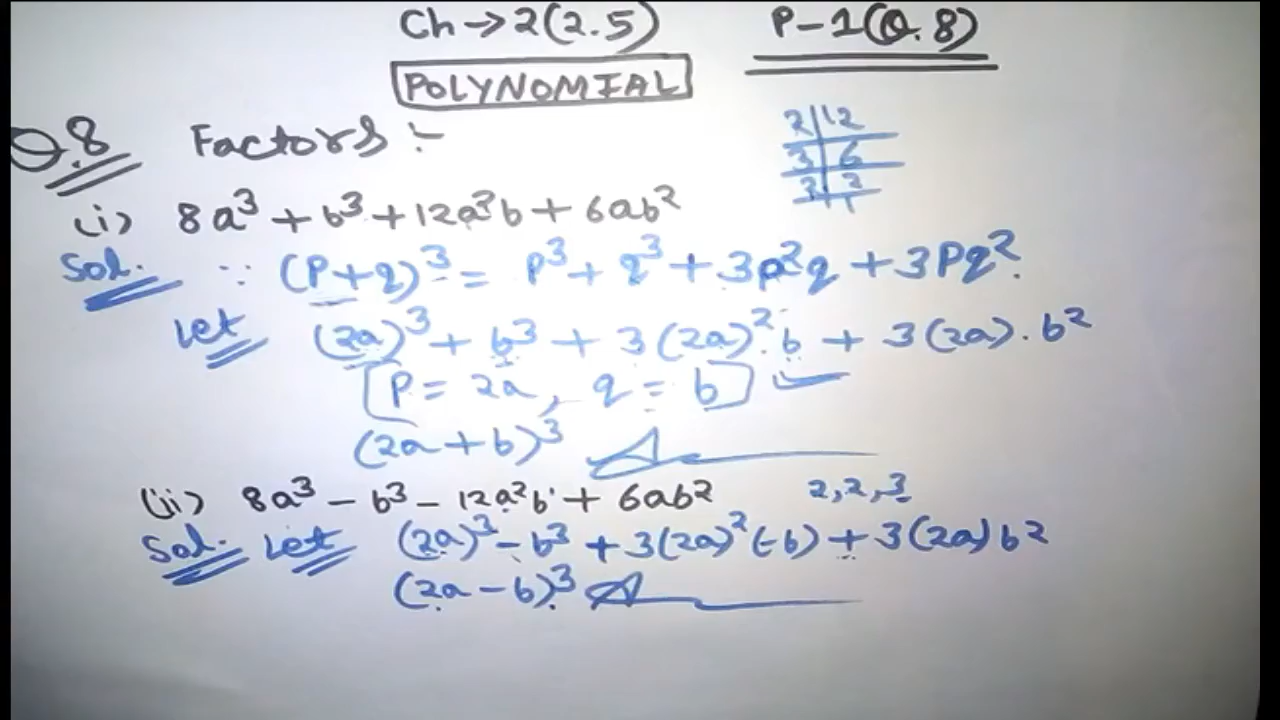 Ch → 2(2.5) P-1(Q.8)
POLYNOMIAL
Q.8 Factors :-
2|12
3|6
2|2
1
(i) 8a³ + b³ + 12a²b + 6ab²
Sol. ∵ (P+q)³ = p³ + q³ + 3p²q + 3Pq².
Let (2a)³ + b³ + 3(2a)².b + 3(2a).b²
[P = 2a, q = b]
(2a+b)³ A
(ii) 8a³ - b³ - 12a²b + 6ab² 2,2,3
Sol. Let (2a)³ - b³ + 3(2a)²(-b) + 3(2a)b²
(2a-b)³ A